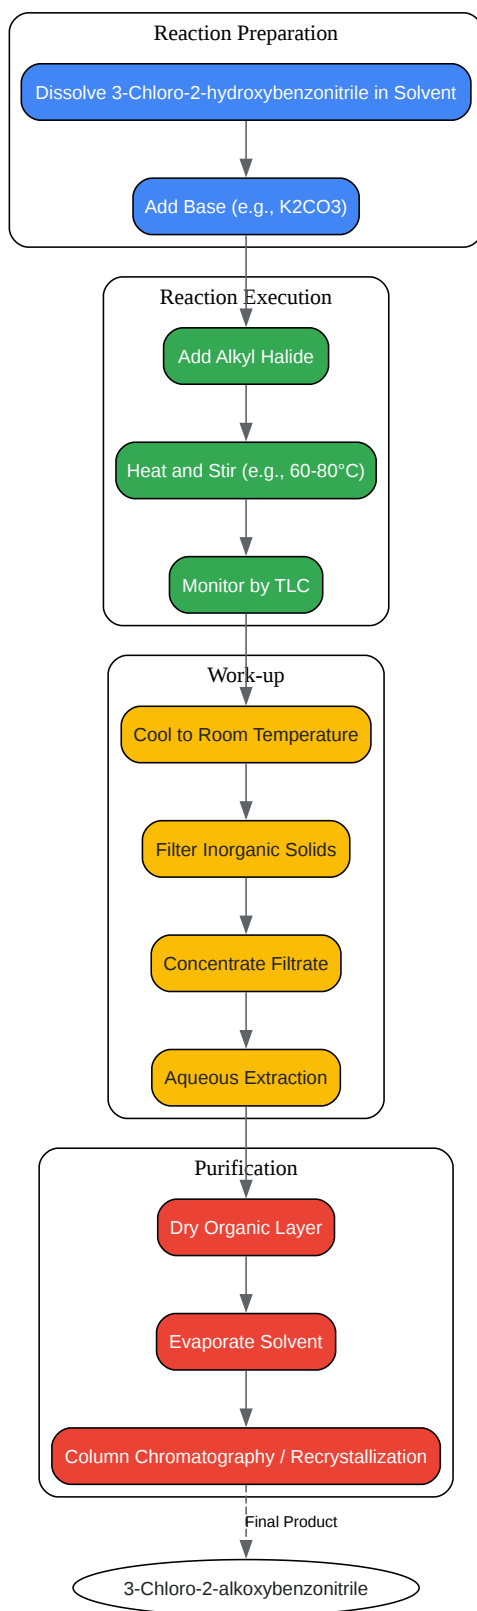 Reaction Preparation
Dissolve 3-Chloro-2-hydroxybenzonitrile in Solvent
Add Base (e.g., K2CO3)
Reaction Execution
Add Alkyl Halide
Heat and Stir (e.g., 60-80°C)
Monitor by TLC
Work-up
Cool to Room Temperature
Filter Inorganic Solids
Concentrate Filtrate
Aqueous Extraction
Purification
Dry Organic Layer
Evaporate Solvent
Column Chromatography / Recrystallization
Final Product
3-Chloro-2-alkoxybenzonitrile